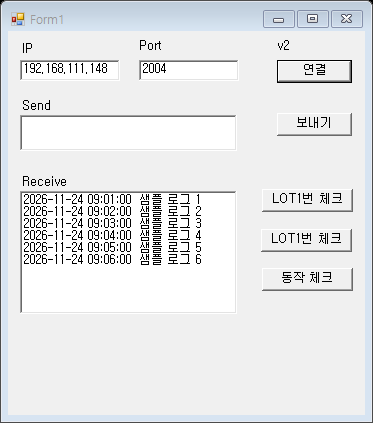 Form1
IP
Port
v2
192,168,111,148
2004
연결
Send
보내기
Receive
2026-11-24 09:01:00 샘플 로그 1
2026-11-24 09:02:00 샘플 로그 2
2026-11-24 09:03:00 샘플 로그 3
2026-11-24 09:04:00 샘플 로그 4
2026-11-24 09:05:00 샘플 로그 5
2026-11-24 09:06:00 샘플 로그 6
LOT1번 체크
LOT1번 체크
동작 체크